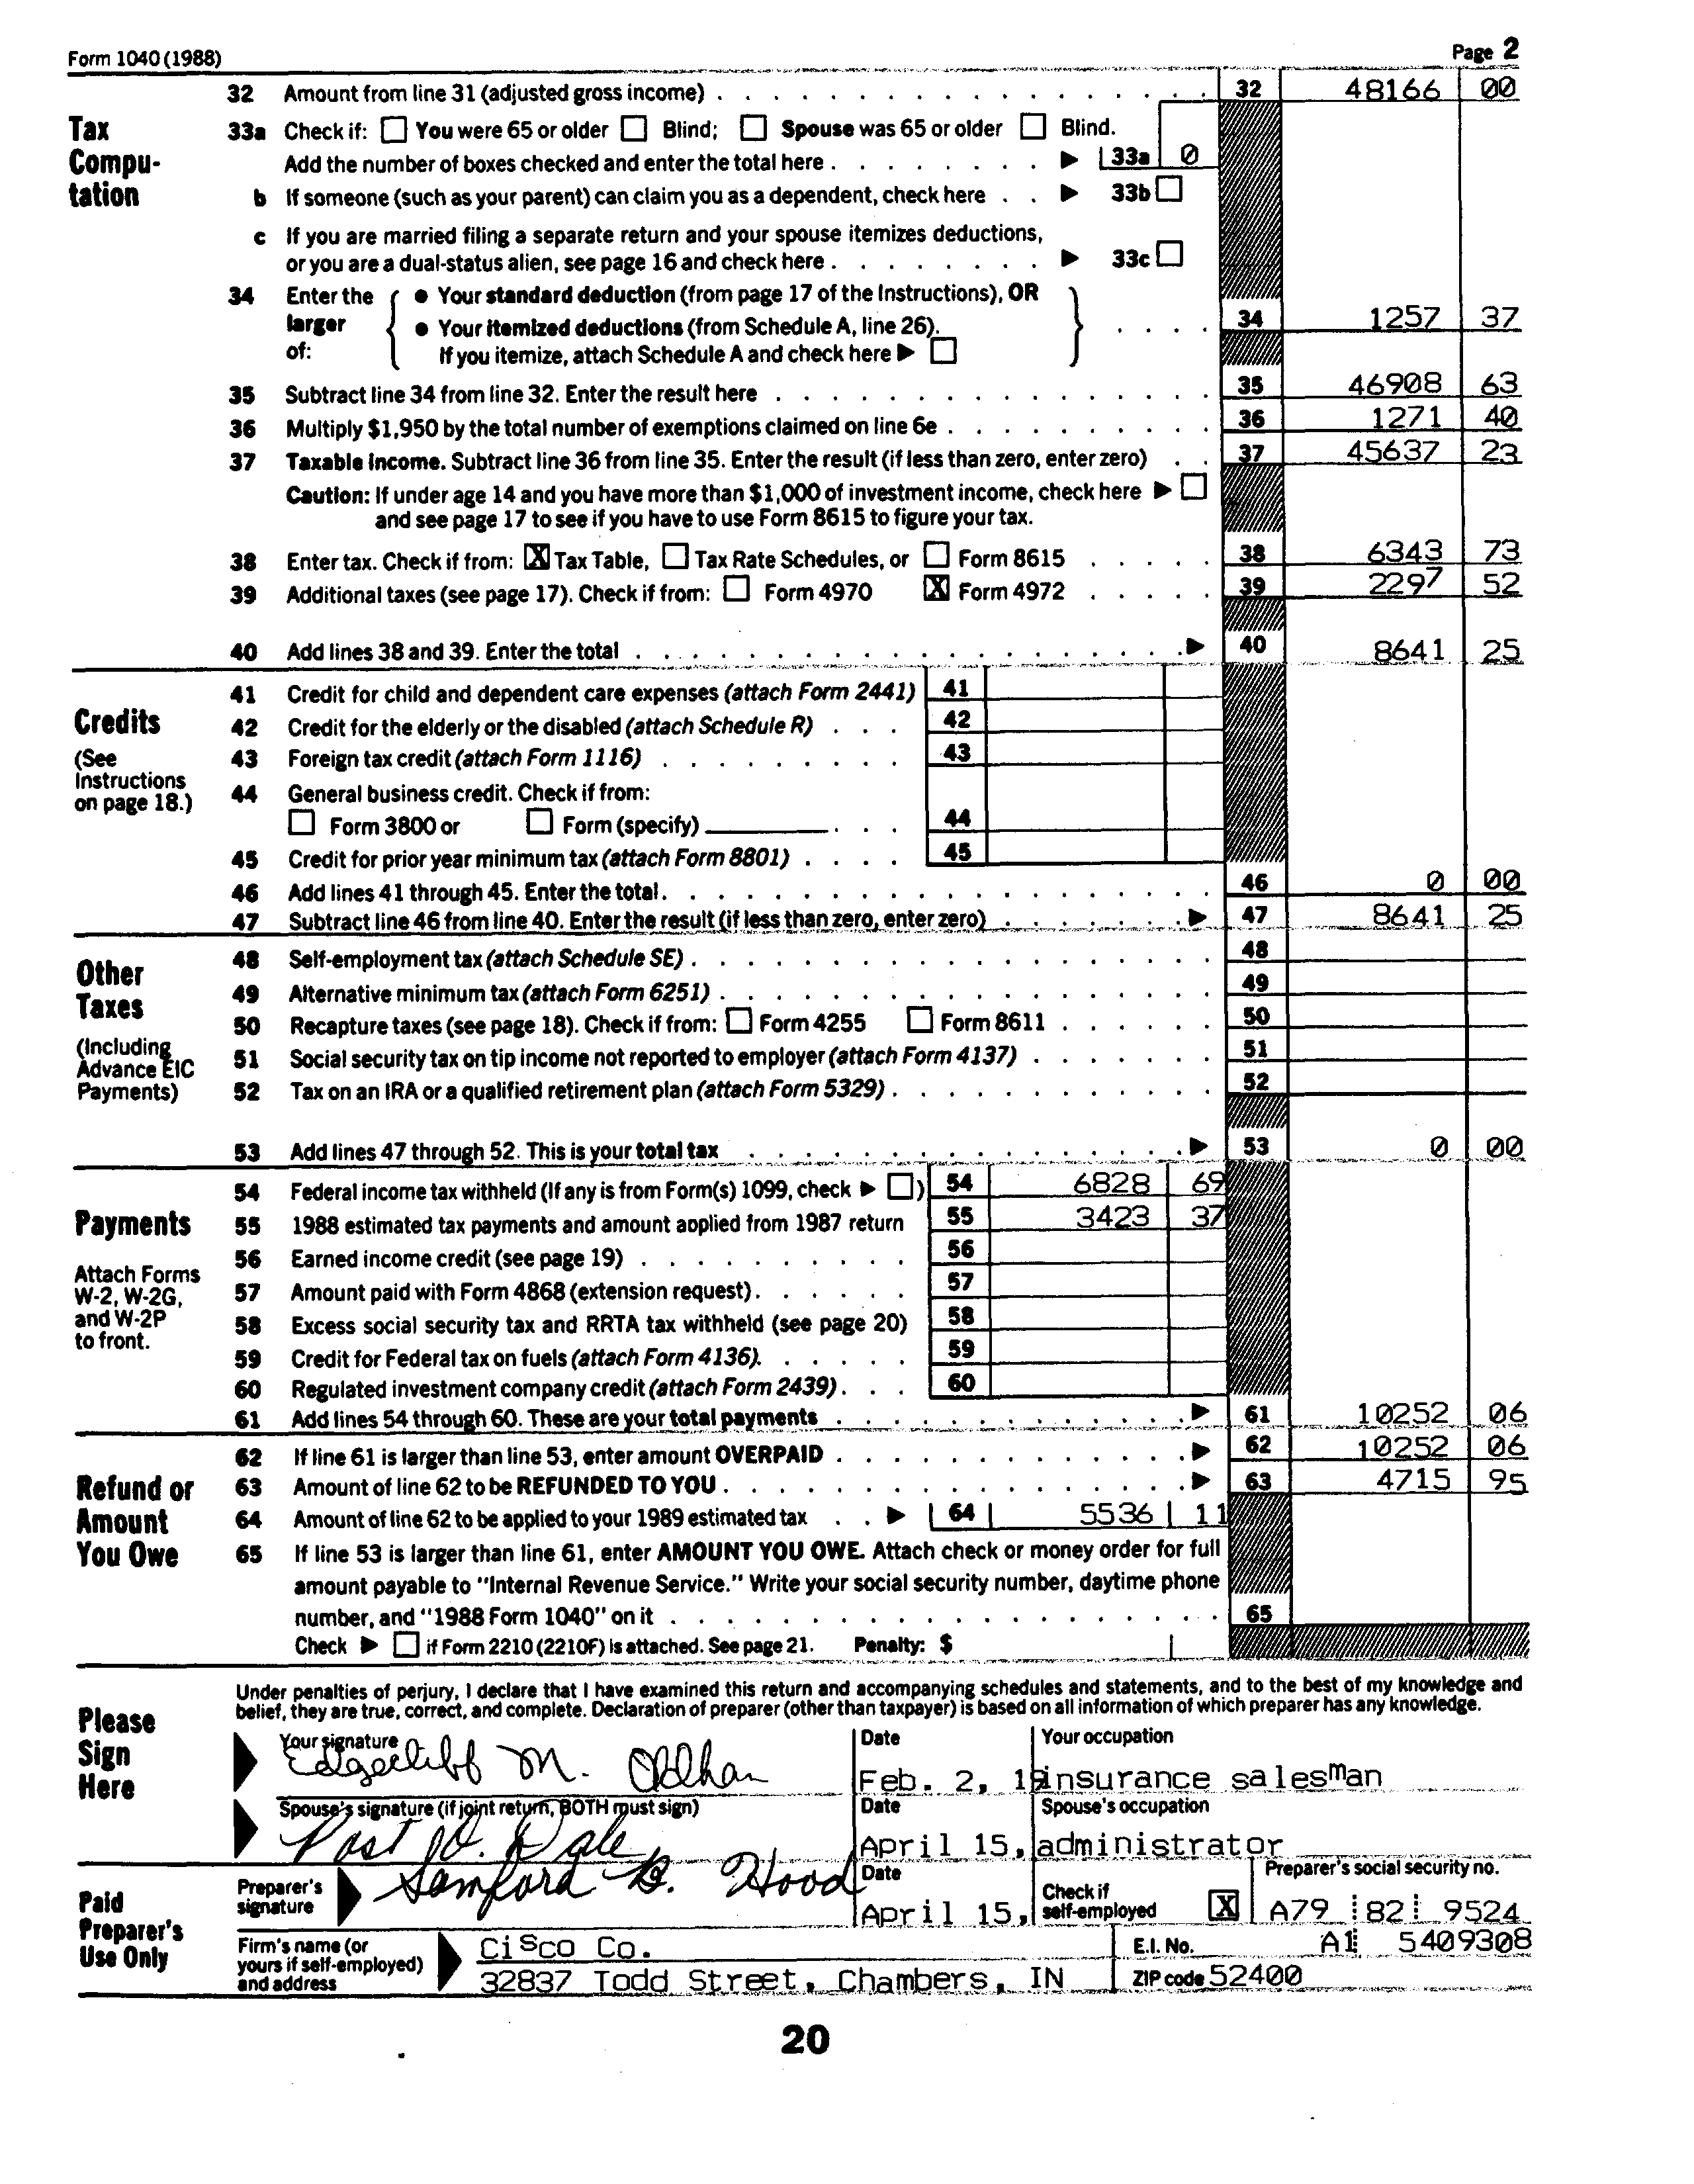 Form 1040 (1988) Page 2
32 Amount from line 31 (adjusted gross income) 32 48166 00
Tax Compu-tation
33a Check if: You were 65 or older Blind; Spouse was 65 or older Blind.
Add the number of boxes checked and enter the total here 33a 0
b If someone (such as your parent) can claim you as a dependent, check here 33b
c If you are married filing a separate return and your spouse itemizes deductions,
or you are a dual-status alien, see page 16 and check here 33c
34 Enter the larger of:
• Your standard deduction (from page 17 of the Instructions), OR
• Your itemized deductions (from Schedule A, line 26). 34 1257 37
If you itemize, attach Schedule A and check here
35 Subtract line 34 from line 32. Enter the result here 35 46908 63
36 Multiply $1,950 by the total number of exemptions claimed on line 6e 36 1271 40
37 Taxable income. Subtract line 36 from line 35. Enter the result (if less than zero, enter zero) 37 45637 23
Caution: If under age 14 and you have more than $1,000 of investment income, check here
and see page 17 to see if you have to use Form 8615 to figure your tax.
38 Enter tax. Check if from: X Tax Table, Tax Rate Schedules, or Form 8615 38 6343 73
39 Additional taxes (see page 17). Check if from: Form 4970 X Form 4972 39 2297 52
40 Add lines 38 and 39. Enter the total 40 8641 25
Credits
(See Instructions on page 18.)
41 Credit for child and dependent care expenses (attach Form 2441) 41
42 Credit for the elderly or the disabled (attach Schedule R) 42
43 Foreign tax credit (attach Form 1116) 43
44 General business credit. Check if from:
Form 3800 or Form (specify) 44
45 Credit for prior year minimum tax (attach Form 8801) 45
46 Add lines 41 through 45. Enter the total 46 0 00
47 Subtract line 46 from line 40. Enter the result (if less than zero, enter zero) 47 8641 25
Other Taxes
(Including Advance EIC Payments)
48 Self-employment tax (attach Schedule SE) 48
49 Alternative minimum tax (attach Form 6251) 49
50 Recapture taxes (see page 18). Check if from: Form 4255 Form 8611 50
51 Social security tax on tip income not reported to employer (attach Form 4137) 51
52 Tax on an IRA or a qualified retirement plan (attach Form 5329) 52
53 Add lines 47 through 52. This is your total tax 53 0 00
Payments
Attach Forms W-2, W-2G, and W-2P to front.
54 Federal income tax withheld (If any is from Form(s) 1099, check ) 54 6828 69
55 1988 estimated tax payments and amount applied from 1987 return 55 3423 37
56 Earned income credit (see page 19) 56
57 Amount paid with Form 4868 (extension request) 57
58 Excess social security tax and RRTA tax withheld (see page 20) 58
59 Credit for Federal tax on fuels (attach Form 4136) 59
60 Regulated investment company credit (attach Form 2439) 60
61 Add lines 54 through 60. These are your total payments 61 10252 06
Refund or Amount You Owe
62 If line 61 is larger than line 53, enter amount OVERPAID 62 10252 06
63 Amount of line 62 to be REFUNDED TO YOU 63 4715 95
64 Amount of line 62 to be applied to your 1989 estimated tax 64 5536 11
65 If line 53 is larger than line 61, enter AMOUNT YOU OWE. Attach check or money order for full
amount payable to "Internal Revenue Service." Write your social security number, daytime phone
number, and "1988 Form 1040" on it 65
Check if Form 2210 (2210F) is attached. See page 21. Penalty: $
Please Sign Here
Under penalties of perjury, I declare that I have examined this return and accompanying schedules and statements, and to the best of my knowledge and
belief, they are true, correct, and complete. Declaration of preparer (other than taxpayer) is based on all information of which preparer has any knowledge.
Your signature Date Your occupation
Edgecliff M. Feb. 2, 19 insurance salesman
Spouse's signature (if joint return, BOTH must sign) Date Spouse's occupation
Post W. Dale April 15, administrator
Paid Preparer's Use Only
Preparer's signature Date Check if self-employed Preparer's social security no.
Samford B. Hood April 15, X A79 82 9524
Firm's name (or yours if self-employed) and address
Cisco Co. E.I. No. A1 5409308
32837 Todd Street, Chambers, IN ZIP code 52400
20